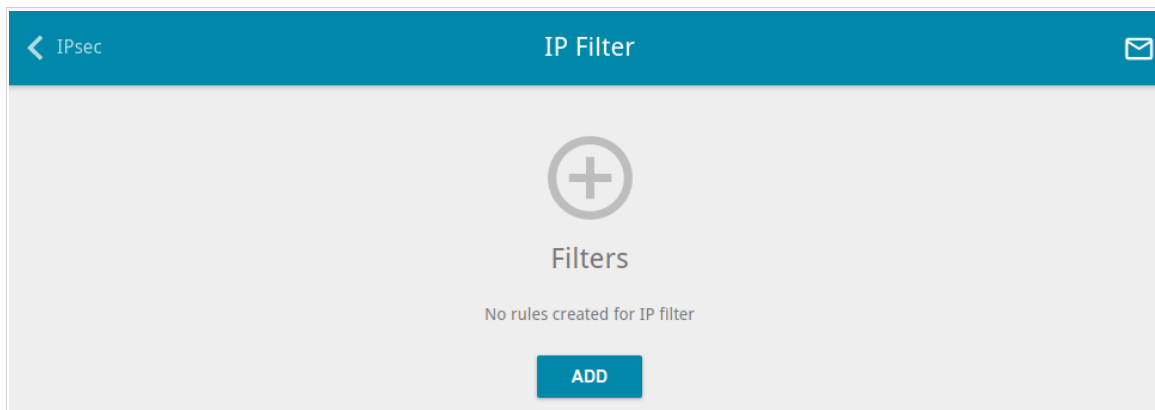 IPsec
IP Filter
Filters
No rules created for IP filter
ADD